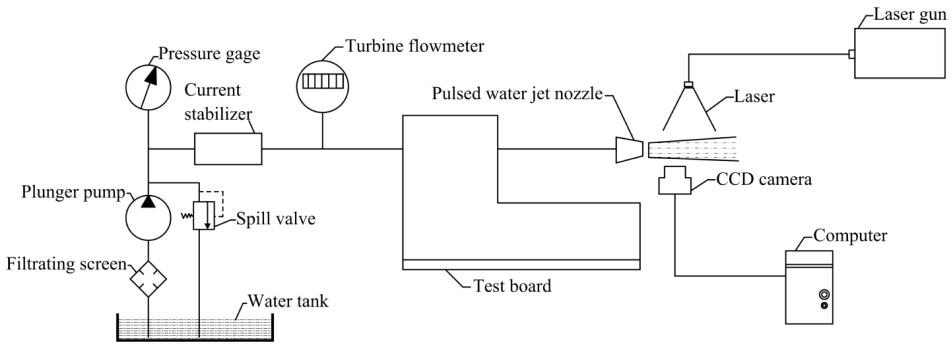 Laser gun
Turbine flowmeter
Pressure gage
Current
stabilizer
Pulsed water jet nozzle
Laser
CCD camera
Plunger pump
Spill valve
Computer
Filtrating screen
Test board
Water tank